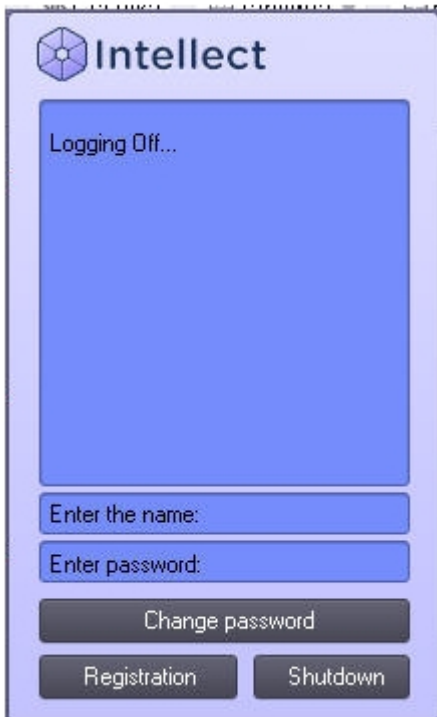 Intellect
Logging Off...
Enter the name:
Enter password:
Change password
Registration Shutdown